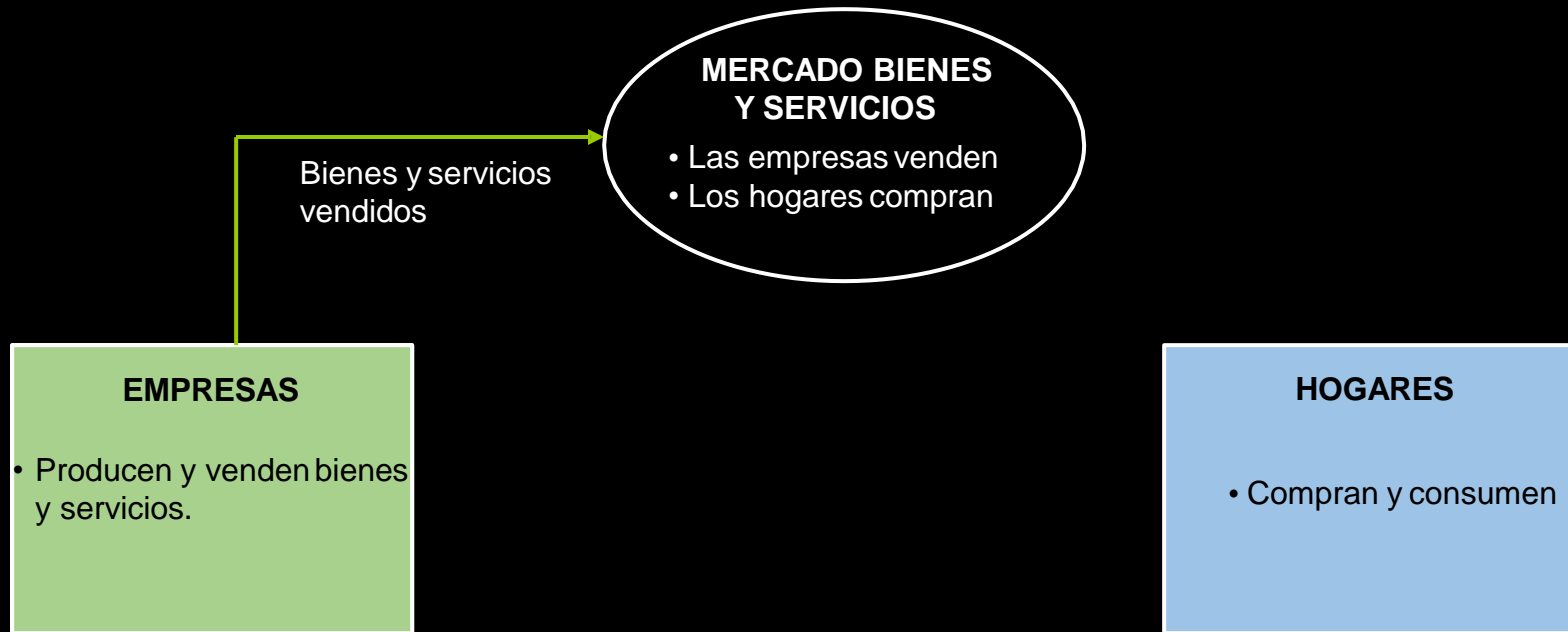 MERCADO BIENES
Y SERVICIOS
• Las empresas venden
• Los hogares compran
Bienes y servicios
vendidos
EMPRESAS
• Producen y venden bienes
y servicios.
HOGARES
• Compran y consumen